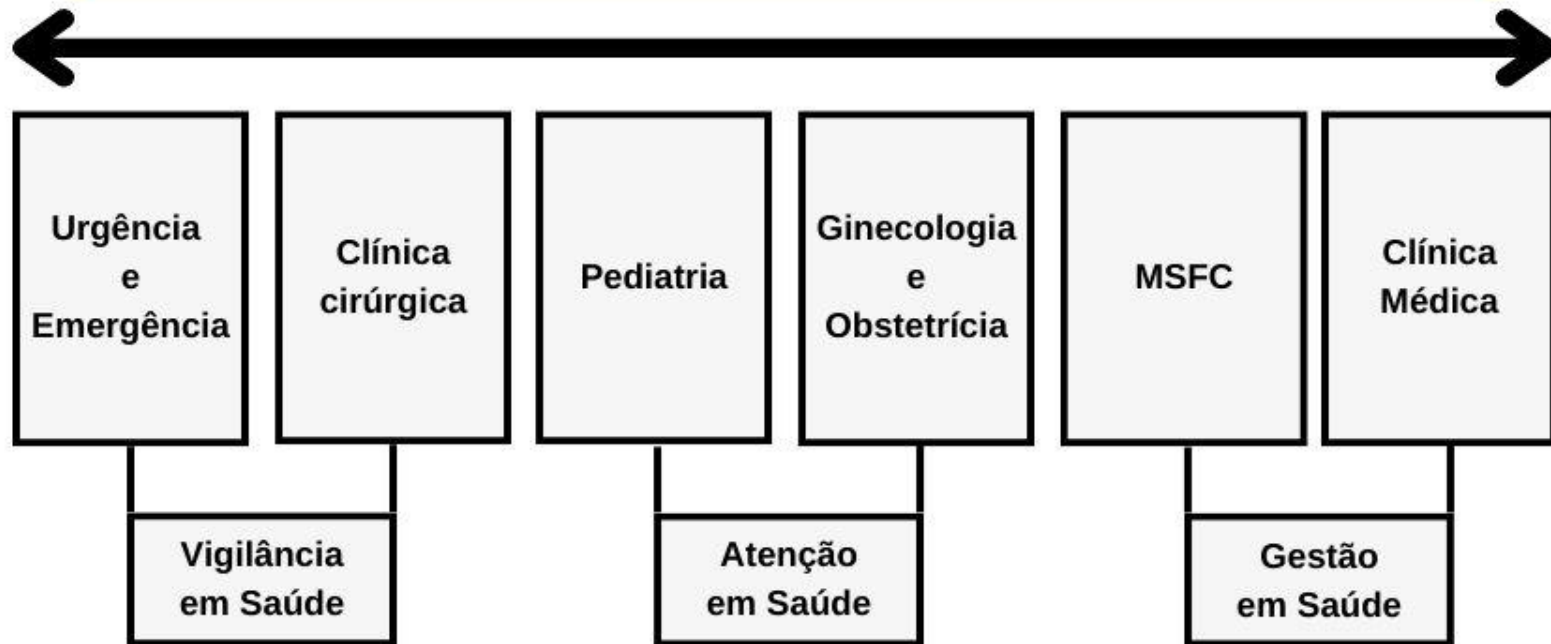 Urgência
e
Emergência
Clínica
cirúrgica
Pediatria
Ginecologia
e
Obstetrícia
MSFC
Clínica
Médica
Vigilância
em Saúde
Atenção
em Saúde
Gestão
em Saúde